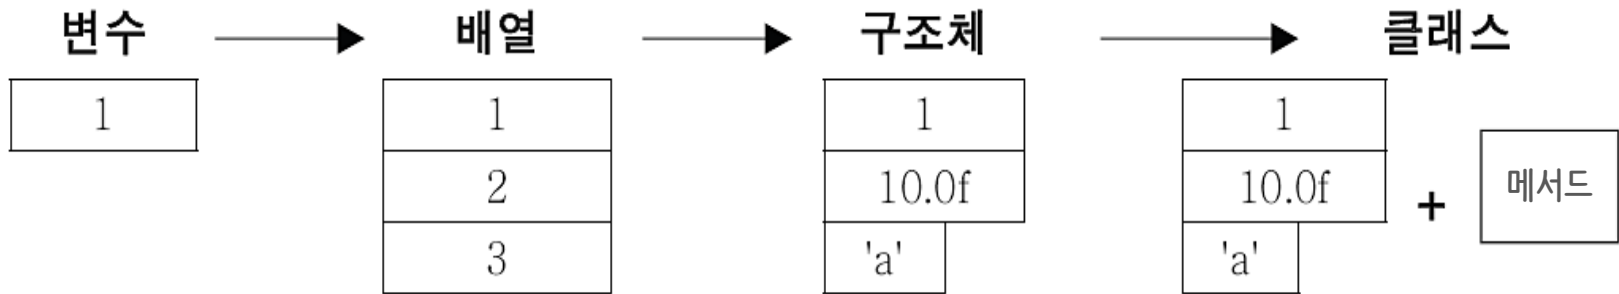 변수 배열 구조체 클래스
1 1 1 1
2 10.0f 10.0f + 메서드
3 'a' 'a'